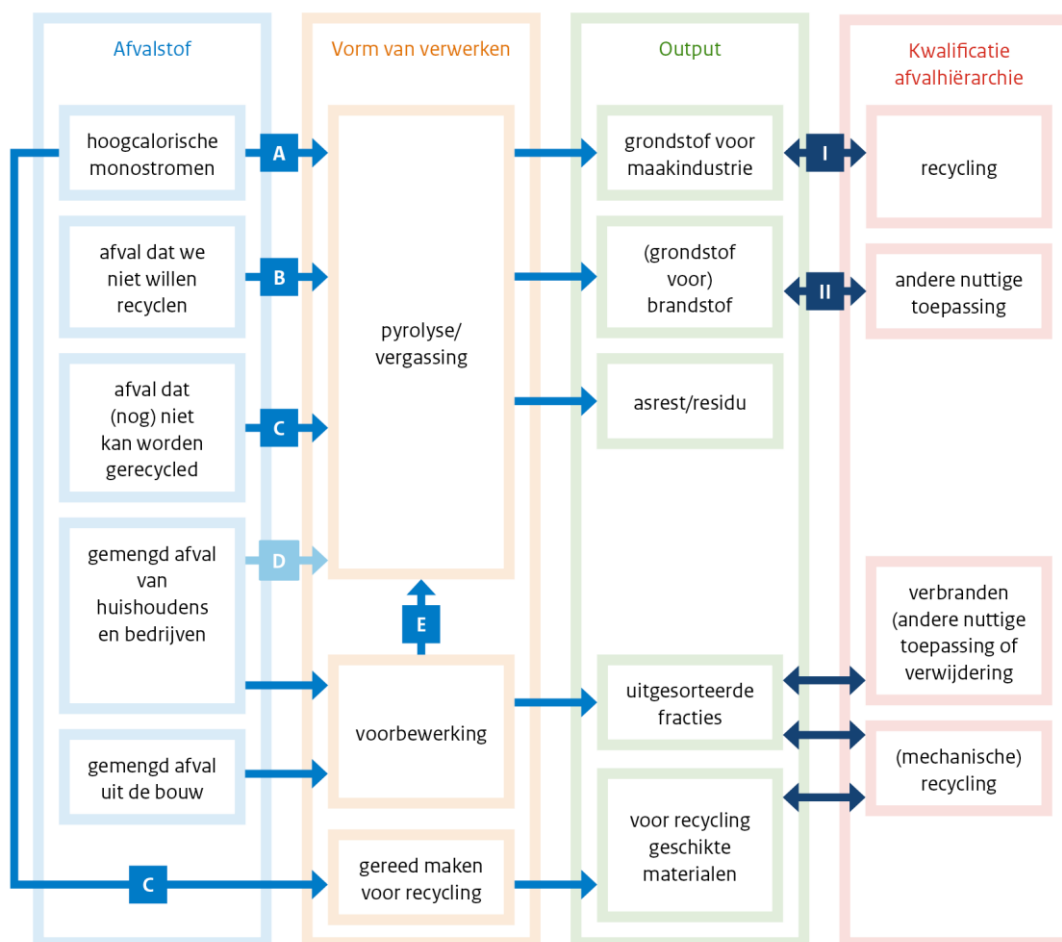 Afvalstof
Vorm van verwerken
Output
Kwalificatie
afvalhiërarchie
hoogcalorische
monostromen
A
grondstof voor
maakindustrie
I
recycling
afval dat we
niet willen
recyclen
B
pyrolyse/
vergassing
(grondstof
voor)
brandstof
II
andere nuttige
toepassing
afval dat
(nog) niet
kan worden
gerecycled
C
asrest/residu
gemengd afval
van
huishoudens
en bedrijven
D
E
verbranden
(andere nuttige
toepassing of
verwijdering
voorbewerking
uitgesorteerde
fracties
gemengd afval
uit de bouw
(mechanische)
recycling
C
gereed maken
voor recycling
voor recycling
geschikte
materialen